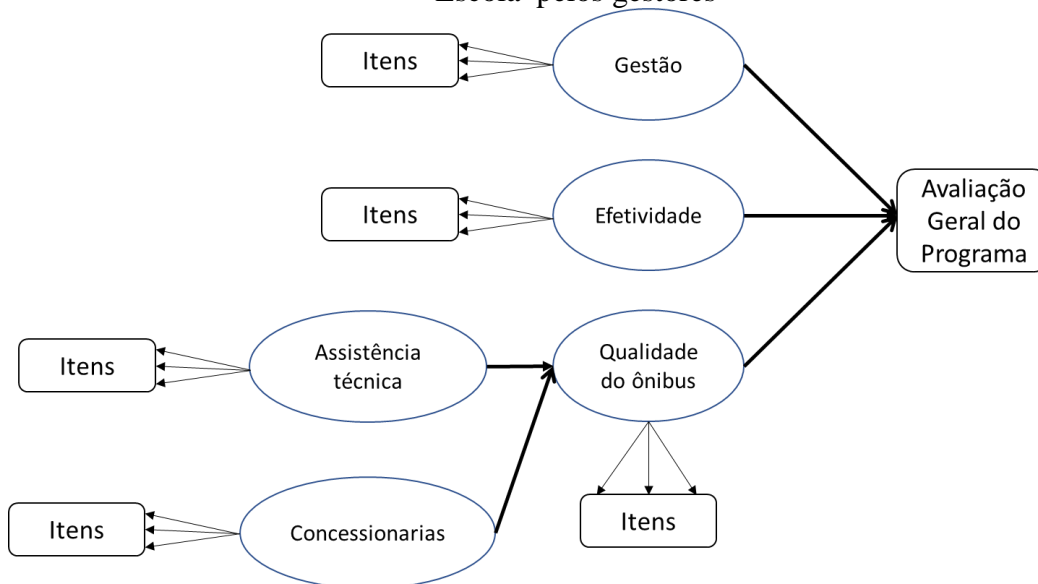 Escola' pelos gestores
Itens
Gestão
Itens
Efetividade
Avaliação
Geral do
Programa
Itens
Assistência
técnica
Qualidade
do ônibus
Itens
Concessionarias
Itens